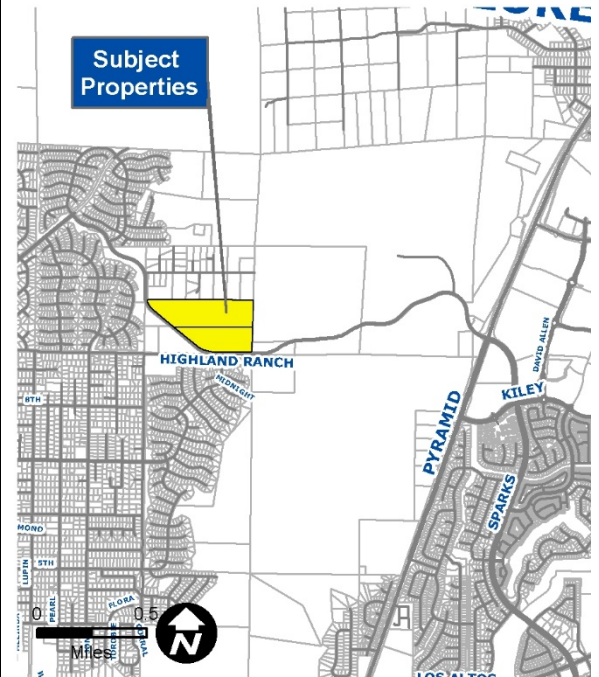 Subject
Properties
HIGHLAND RANCH
MIDNIGHT
8TH
DAVID ALLEN
KILEY
PYRAMID
SPARKS
MOND
5TH
LUPIN
PEARL
FLORA
0
0.5
Miles
N
LOS ALTOS